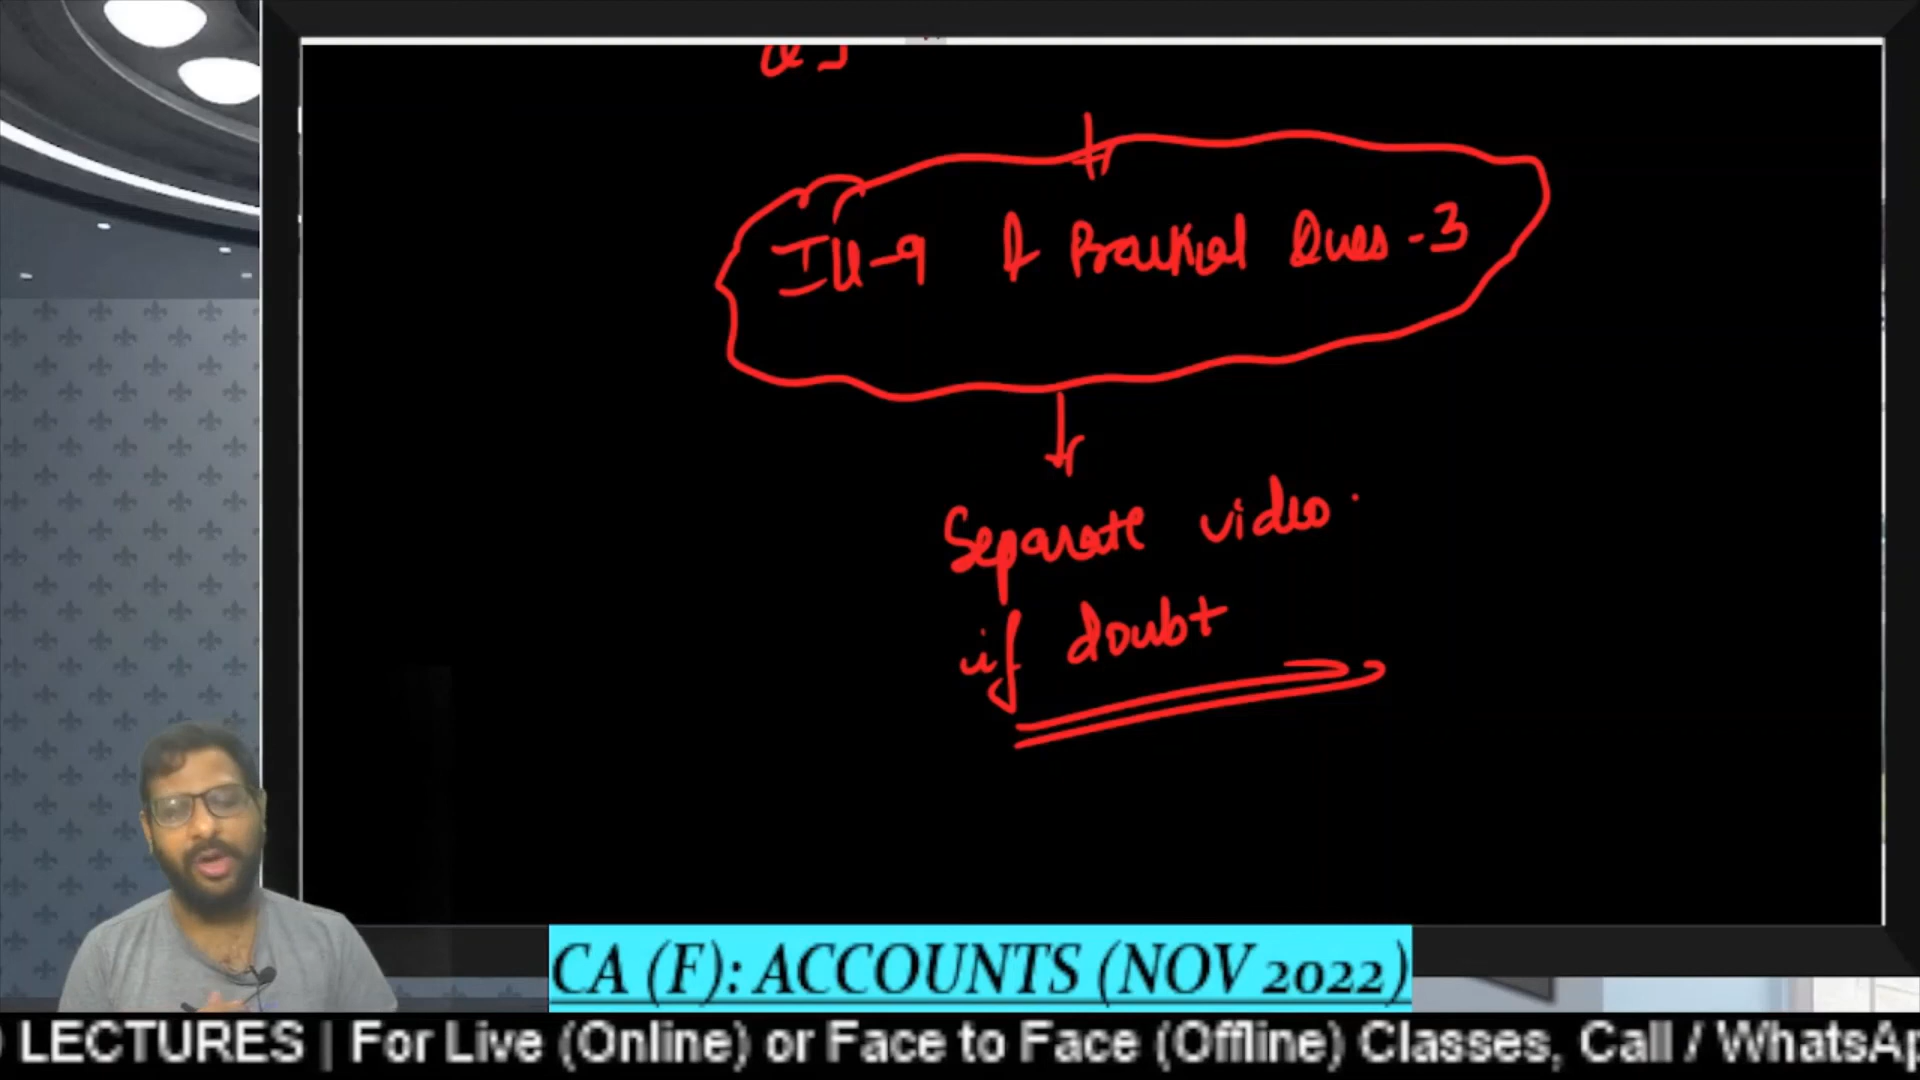 Ill-9 & Practical Ques-3
Separate video.
if doubt
CA (F): ACCOUNTS (NOV 2022)
LECTURES | For Live (Online) or Face to Face (Offline) Classes, Call / WhatsAp